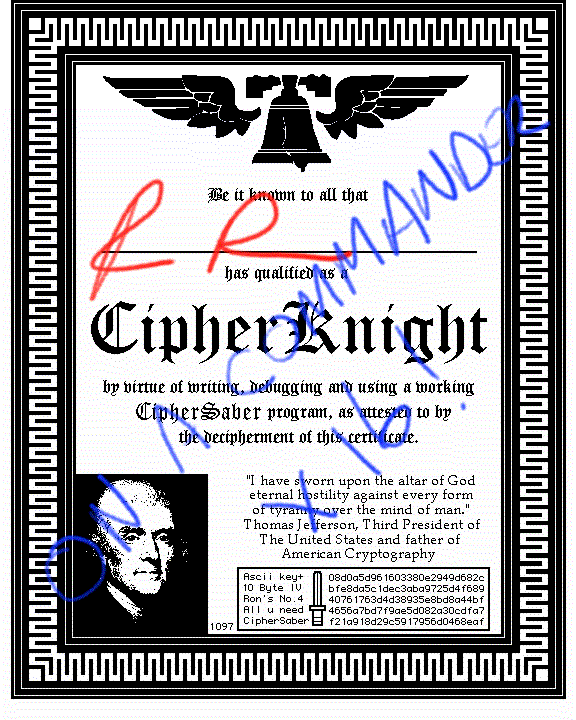 Be it known to all that
L R
has qualified as a
CipherKnight
by virtue of writing, debugging and using a working
CipherSaber program, as attested to by
the decipherment of this certificate.
ON A COMMANDER
X16!
"I have sworn upon the altar of God
eternal hostility against every form
of tyranny over the mind of man."
Thomas Jefferson, Third President of
The United States and father of
American Cryptography
Ascii key+ 08d0a5d961603380e2949d682c
10 Byte IV bfe8da5c1dec3aba9725d4f689
Ron's No.4 40761763d4d38935e8bd8a44bf
All u need 4656a7bd7f9ae5d082a30cdfa7
CipherSaber f21a918d29c5917956d0468eaf
1097